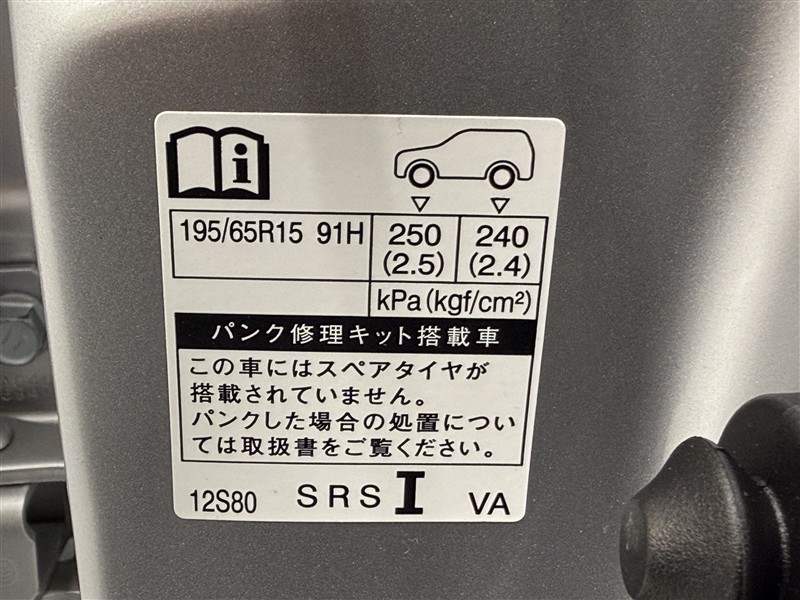 195/65R15 91H 250 240
(2.5) (2.4)
kPa(kgf/cm²)
パンク修理キット搭載車
この車にはスペアタイヤが
搭載されていません。
パンクした場合の処置につい
ては取扱書をご覧ください。
12S80 SRS I VA